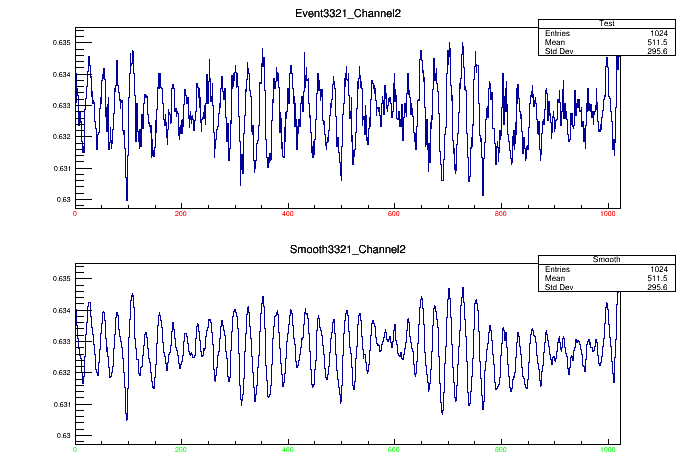 Event3321_Channel2
Test
Entries 1024
Mean 511.5
Std Dev 295.6
0.635
0.634
0.633
0.632
0.631
0.63
0 200 400 600 800 1000
Smooth3321_Channel2
Smooth
Entries 1024
Mean 511.5
Std Dev 295.6
0.635
0.634
0.633
0.632
0.631
0.63
0 200 400 600 800 1000